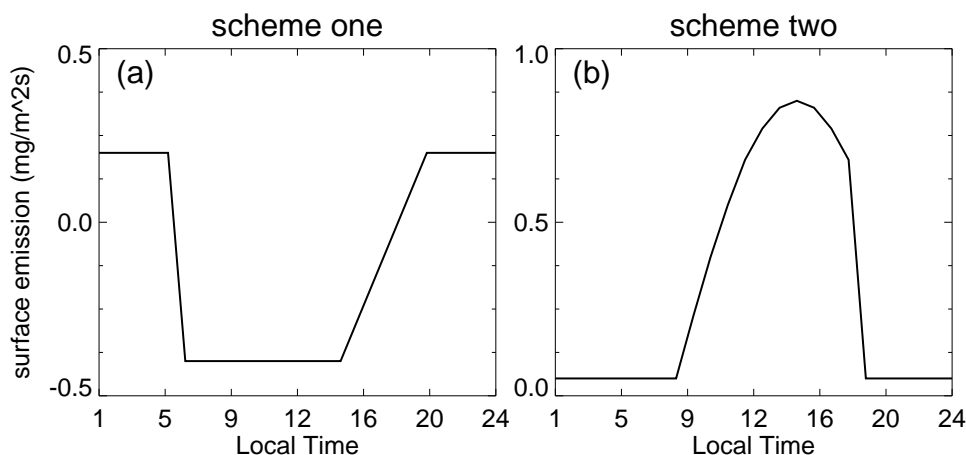 scheme one
scheme two
(a)
(b)
surface emission (mg/m^2s)
0.5
0.0
-0.5
1 5 9 12 16 20 24
Local Time
1.0
0.5
0.0
1 5 9 13 16 20 24
Local Time